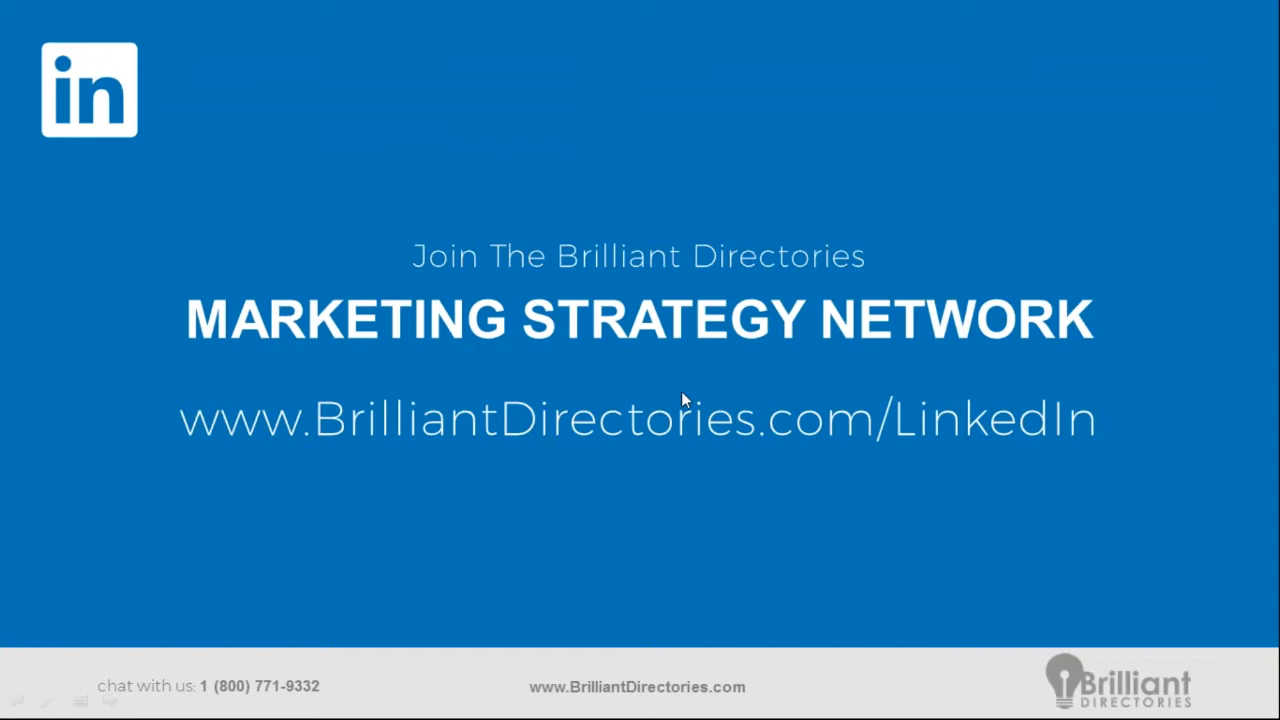 in
Join The Brilliant Directories
MARKETING STRATEGY NETWORK
www.BrilliantDirectories.com/LinkedIn
chat with us: 1 (800) 771-9332
www.BrilliantDirectories.com
Brilliant
DIRECTORIES